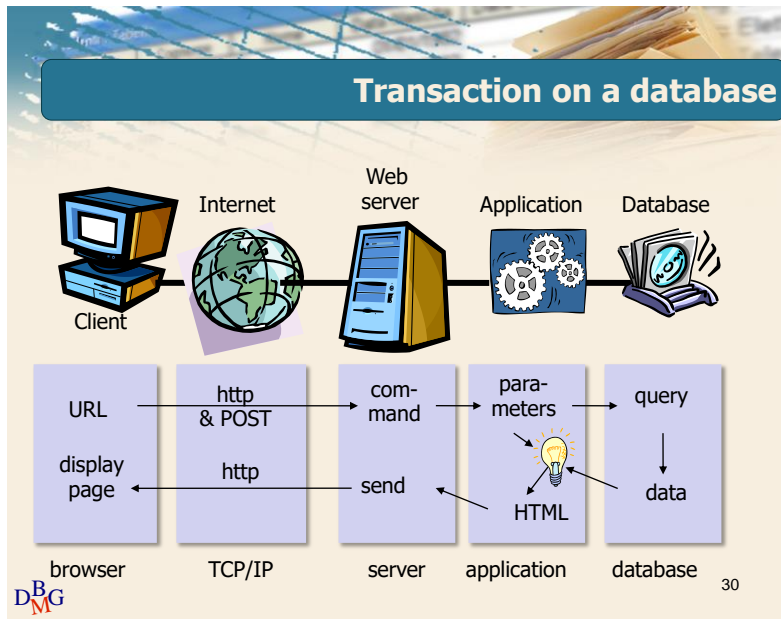 Transaction on a database
Web
server
Internet
Application
Database
Client
URL
http
& POST
com-
mand
para-
meters
query
display
page
http
send
HTML
data
browser
TCP/IP
server
application
database
DBMG
30